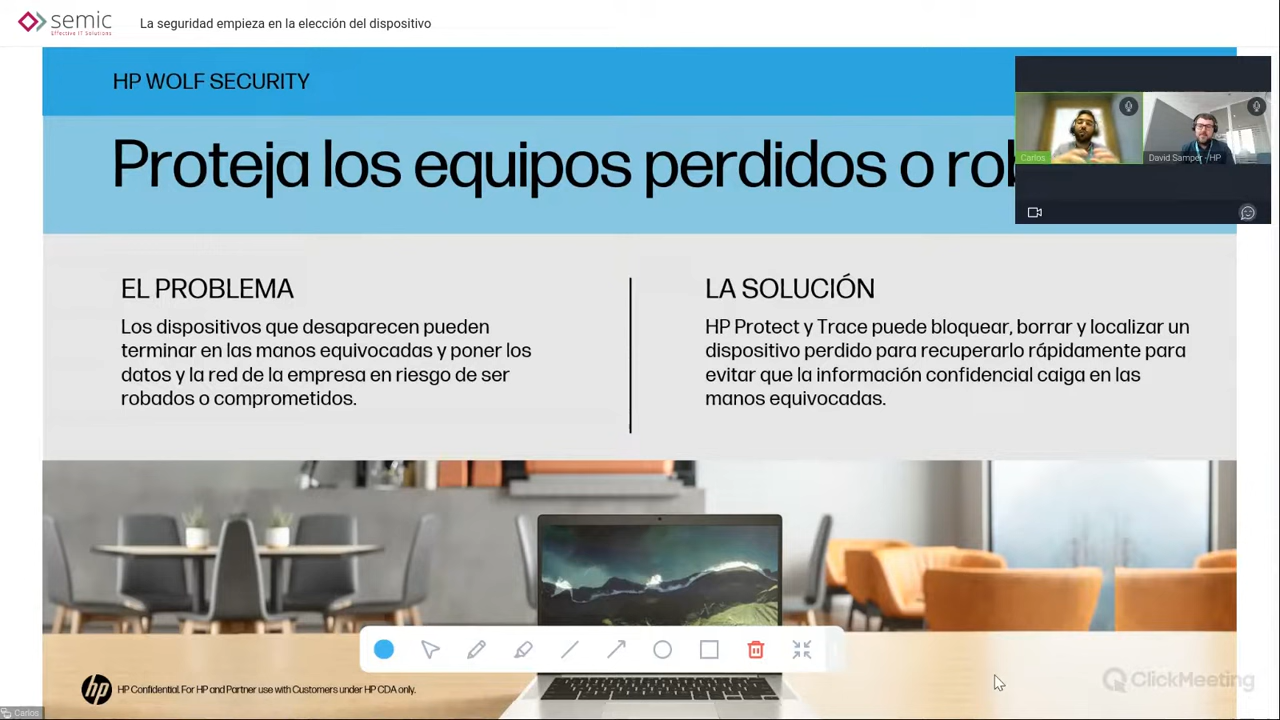 semic
Effective IT Solutions
La seguridad empieza en la elección del dispositivo
HP WOLF SECURITY
Proteja los equipos perdidos o rob
Carlos
David Samper - HP
EL PROBLEMA
Los dispositivos que desaparecen pueden
terminar en las manos equivocadas y poner los
datos y la red de la empresa en riesgo de ser
robados o comprometidos.
LA SOLUCIÓN
HP Protect y Trace puede bloquear, borrar y localizar un
dispositivo perdido para recuperarlo rápidamente para
evitar que la información confidencial caiga en las
manos equivocadas.
hp
HP Confidential. For HP and Partner use with Customers under HP CDA only.
ClickMeeting
Carlos